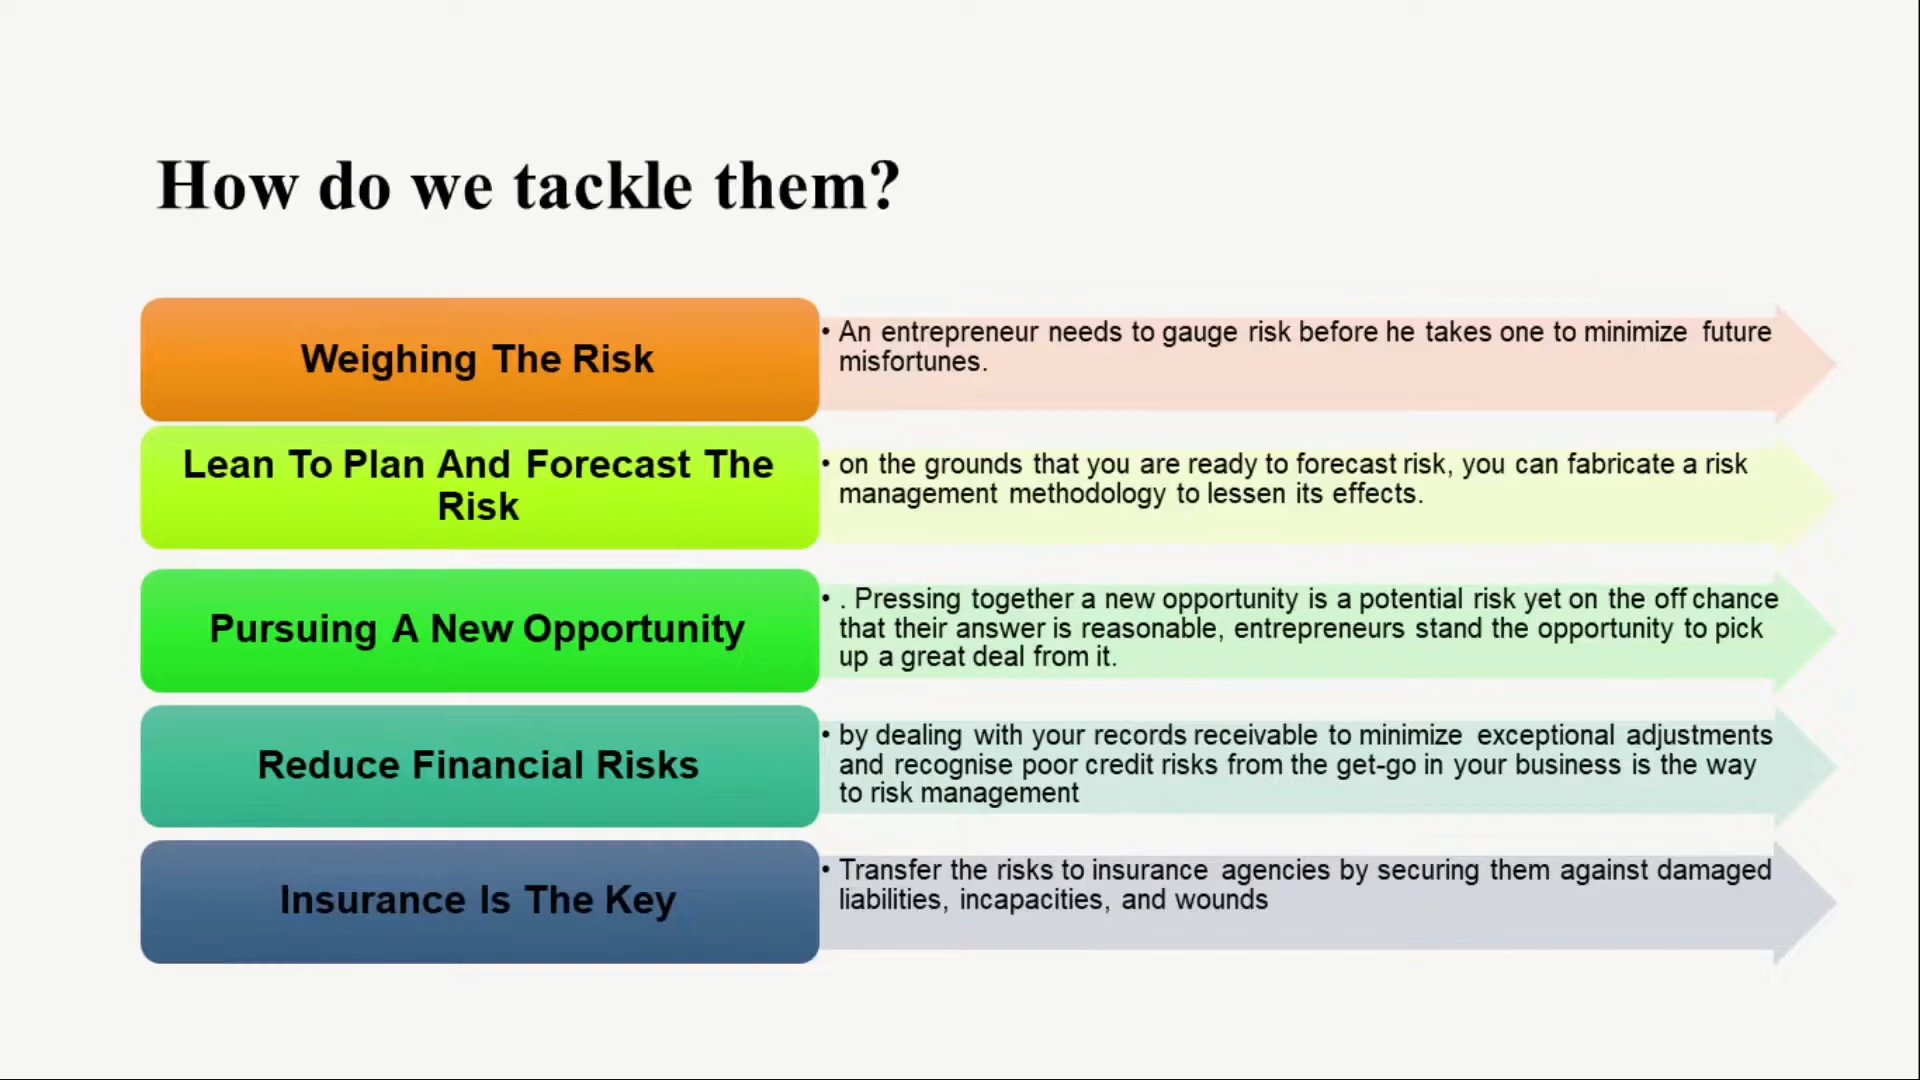 How do we tackle them?
Weighing The Risk
• An entrepreneur needs to gauge risk before he takes one to minimize future
misfortunes.
Lean To Plan And Forecast The
Risk
• on the grounds that you are ready to forecast risk, you can fabricate a risk
management methodology to lessen its effects.
Pursuing A New Opportunity
• . Pressing together a new opportunity is a potential risk yet on the off chance
that their answer is reasonable, entrepreneurs stand the opportunity to pick
up a great deal from it.
Reduce Financial Risks
• by dealing with your records receivable to minimize exceptional adjustments
and recognise poor credit risks from the get-go in your business is the way
to risk management
Insurance Is The Key
• Transfer the risks to insurance agencies by securing them against damaged
liabilities, incapacities, and wounds